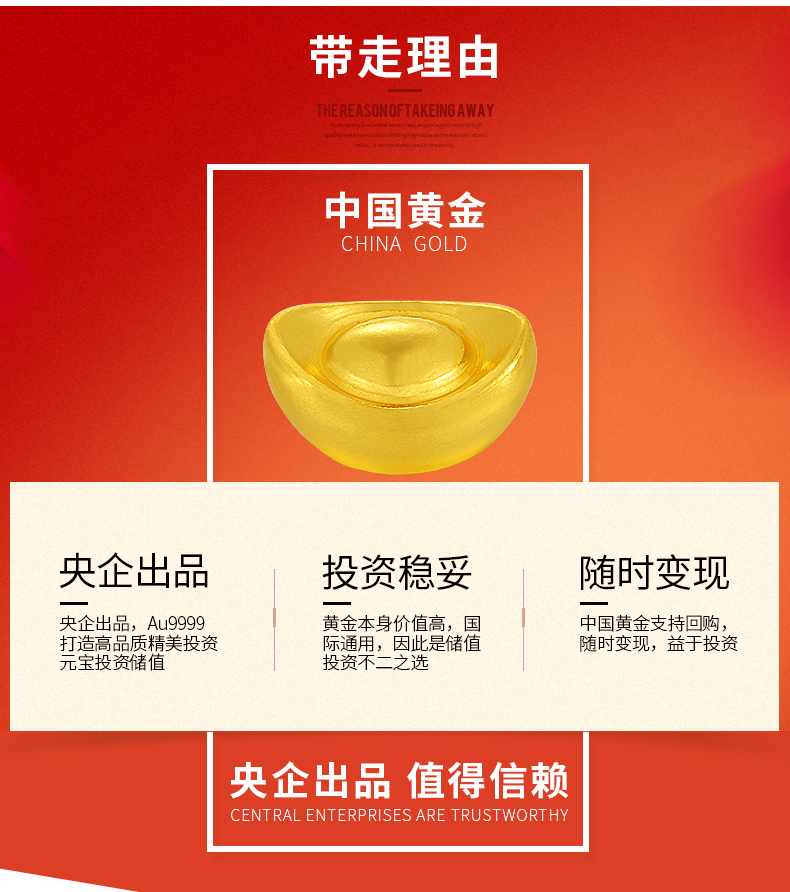 带走理由
THE REASON OF TAKEING AWAY
中国黄金
CHINA GOLD
央企出品
央企出品，Au9999
打造高品质精美投资
元宝投资储值
投资稳妥
黄金本身价值高，国
际通用，因此是储值
投资不二之选
随时变现
中国黄金支持回购，
随时变现，益于投资
央企出品 值得信赖
CENTRAL ENTERPRISES ARE TRUSTWORTHY